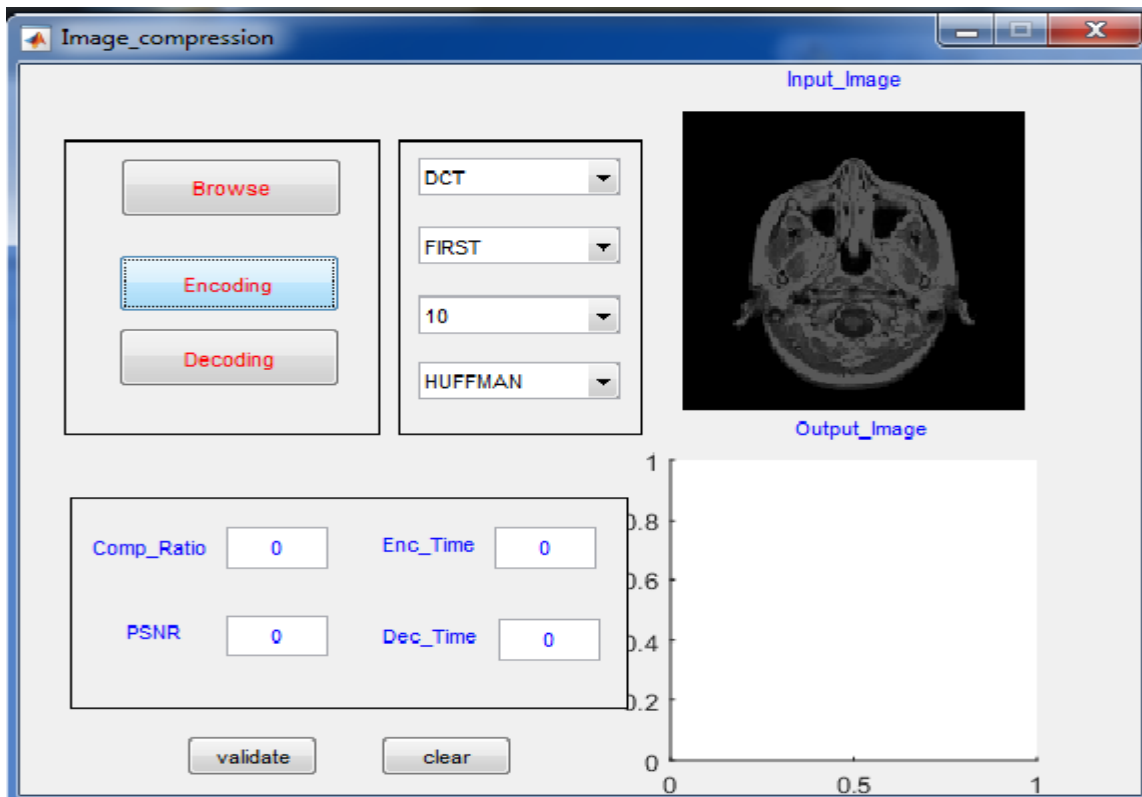 Image_compression
Input_Image
Browse
Encoding
Decoding
DCT
FIRST
10
HUFFMAN
Output_Image
Comp_Ratio 0 Enc_Time 0
PSNR 0 Dec_Time 0
validate clear
1
0.8
0.6
0.4
0.2
0
0 0.5 1